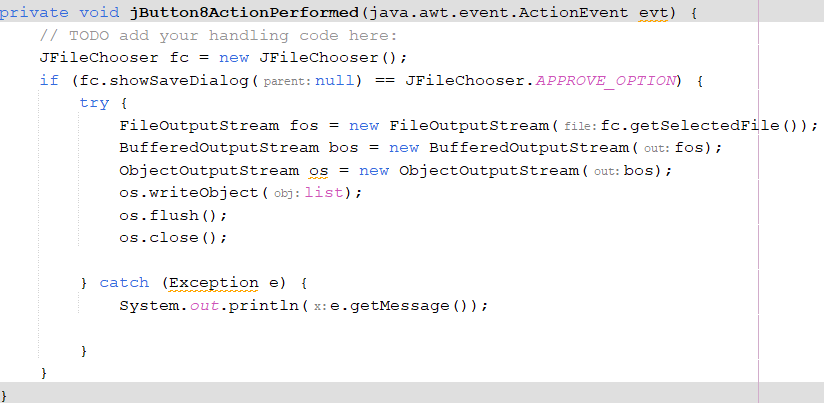 private void jButton8ActionPerformed(java.awt.event.ActionEvent evt) {
// TODO add your handling code here:
JFileChooser fc = new JFileChooser();
if (fc.showSaveDialog( parent: null) == JFileChooser.APPROVE_OPTION) {
try {
FileOutputStream fos = new FileOutputStream( file: fc.getSelectedFile());
BufferedOutputStream bos = new BufferedOutputStream( out: fos);
ObjectOutputStream os = new ObjectOutputStream( out: bos);
os.writeObject( obj: list);
os.flush();
os.close();
} catch (Exception e) {
System.out.println( x: e.getMessage());
}
}
}